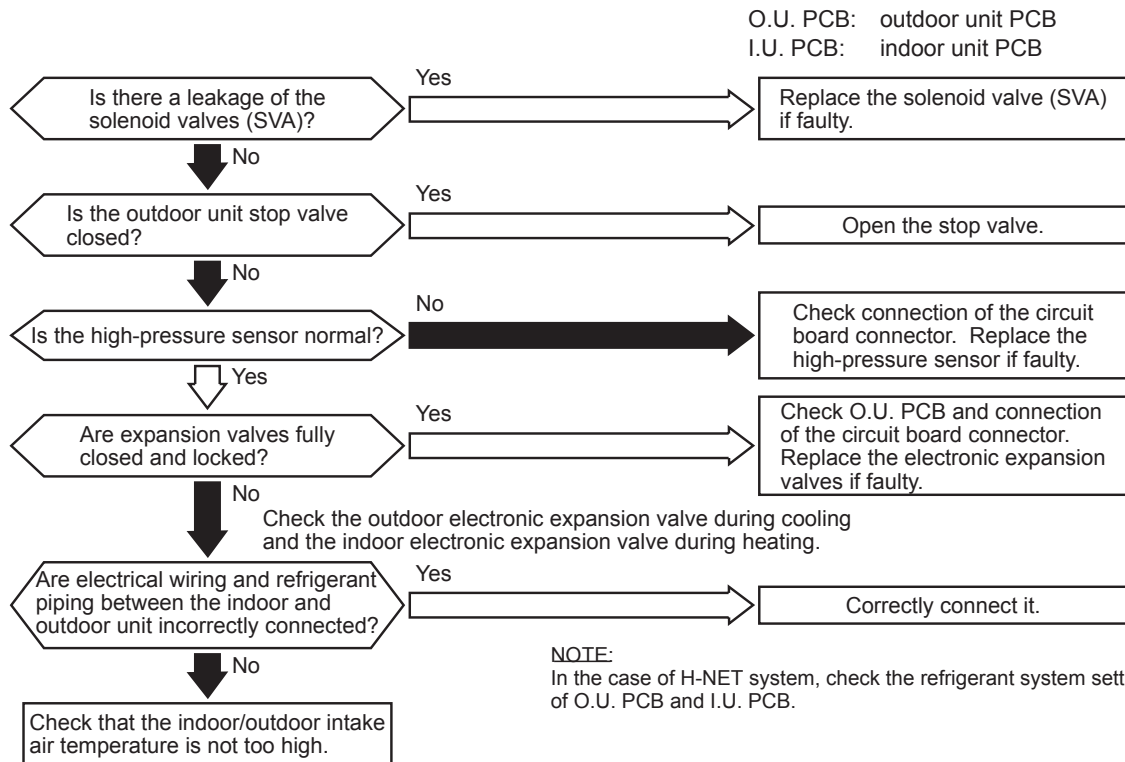 O.U. PCB: outdoor unit PCB
I.U. PCB: indoor unit PCB
Is there a leakage of the
solenoid valves (SVA)?
Yes
Replace the solenoid valve (SVA)
if faulty.
No
Is the outdoor unit stop valve
closed?
Yes
Open the stop valve.
No
Is the high-pressure sensor normal?
No
Check connection of the circuit
board connector. Replace the
high-pressure sensor if faulty.
Yes
Are expansion valves fully
closed and locked?
Yes
Check O.U. PCB and connection
of the circuit board connector.
Replace the electronic expansion
valves if faulty.
No
Check the outdoor electronic expansion valve during cooling
and the indoor electronic expansion valve during heating.
Are electrical wiring and refrigerant
piping between the indoor and
outdoor unit incorrectly connected?
Yes
Correctly connect it.
No
NOTE:
In the case of H-NET system, check the refrigerant system sett
of O.U. PCB and I.U. PCB.
Check that the indoor/outdoor intake
air temperature is not too high.